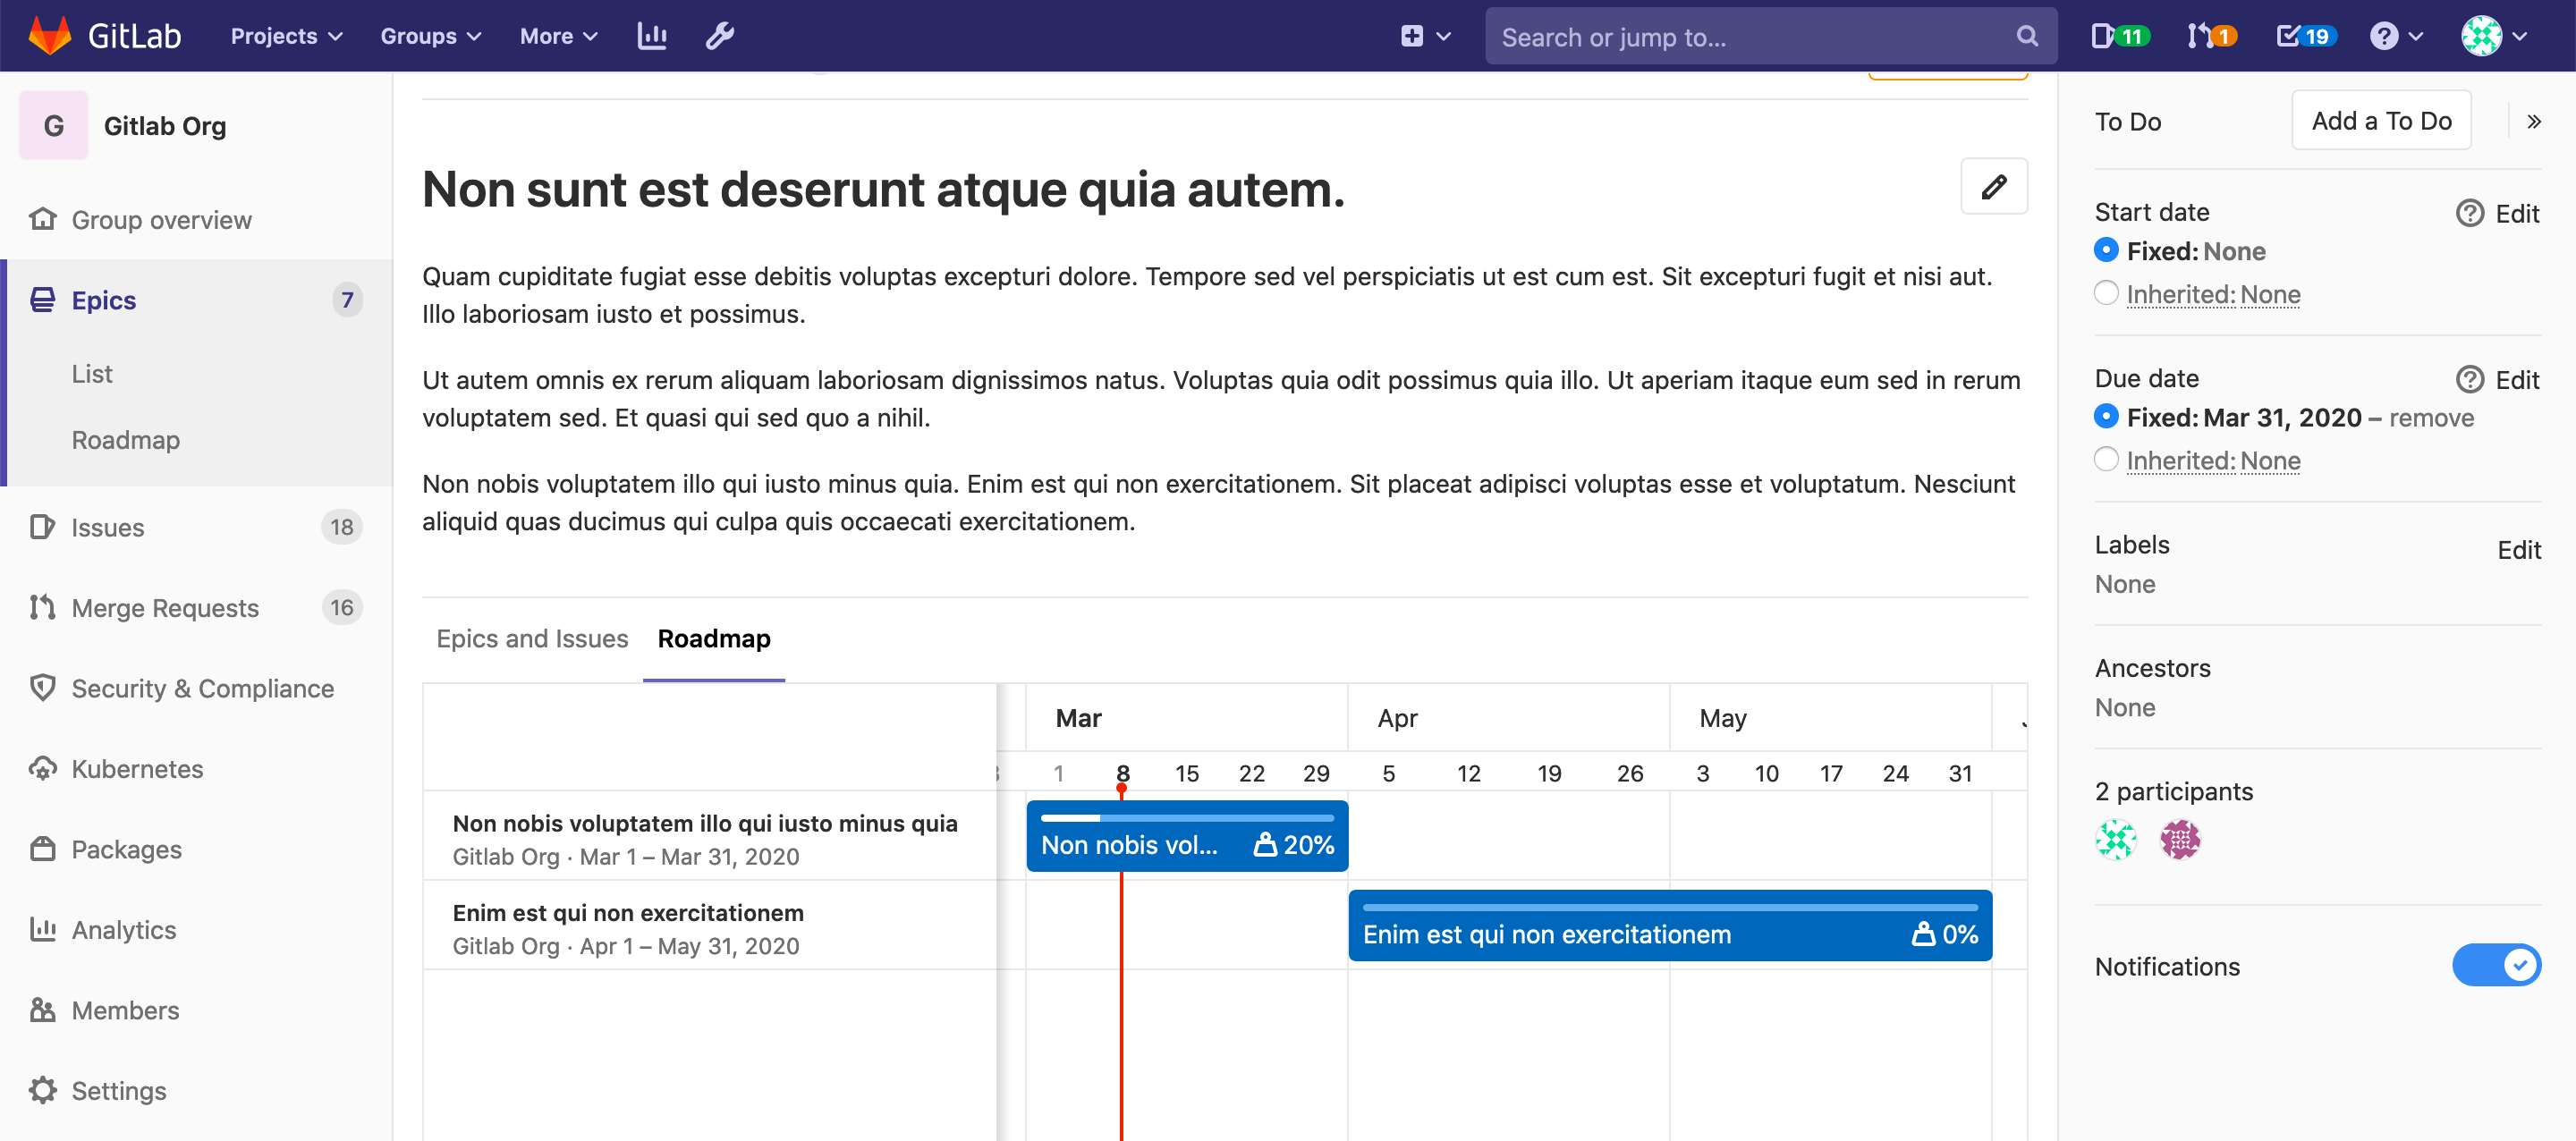 GitLab
Projects
Groups
More
Search or jump to...
11
1
19
G
Gitlab Org
Group overview
Epics
7
List
Roadmap
Issues
18
Merge Requests
16
Security & Compliance
Kubernetes
Packages
Analytics
Members
Settings
Non sunt est deserunt atque quia autem.
Quam cupiditate fugiat esse debitis voluptas excepturi dolore. Tempore sed vel perspiciatis ut est cum est. Sit excepturi fugit et nisi aut.
Illo laboriosam iusto et possimus.
Ut autem omnis ex rerum aliquam laboriosam dignissimos natus. Voluptas quia odit possimus quia illo. Ut aperiam itaque eum sed in rerum
voluptatem sed. Et quasi qui sed quo a nihil.
Non nobis voluptatem illo qui iusto minus quia. Enim est qui non exercitationem. Sit placeat adipisci voluptas esse et voluptatum. Nesciunt
aliquid quas ducimus qui culpa quis occaecati exercitationem.
Epics and Issues
Roadmap
Mar
Apr
May
1 8 15 22 29 5 12 19 26 3 10 17 24 31
Non nobis voluptatem illo qui iusto minus quia
Gitlab Org · Mar 1 – Mar 31, 2020
Non nobis vol... 20%
Enim est qui non exercitationem
Gitlab Org · Apr 1 – May 31, 2020
Enim est qui non exercitationem 0%
To Do
Add a To Do
Start date
Edit
Fixed: None
Inherited: None
Due date
Edit
Fixed: Mar 31, 2020 – remove
Inherited: None
Labels
Edit
None
Ancestors
None
2 participants
Notifications